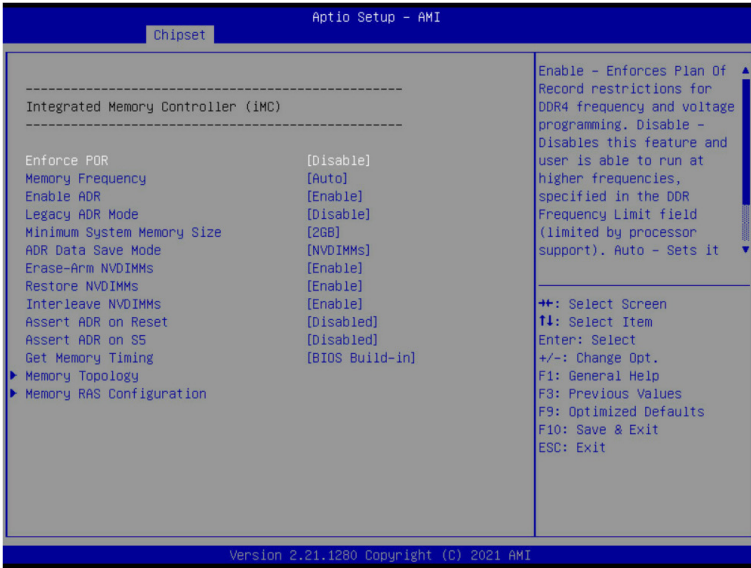 Aptio Setup - AMI
Chipset
------------------------------------------------------
Integrated Memory Controller (iMC)
------------------------------------------------------
Enforce POR [Disable]
Memory Frequency [Auto]
Enable ADR [Enable]
Legacy ADR Mode [Disable]
Minimum System Memory Size [2GB]
ADR Data Save Mode [NVDIMMs]
Erase-Arm NVDIMMs [Enable]
Restore NVDIMMs [Enable]
Interleave NVDIMMs [Enable]
Assert ADR on Reset [Disabled]
Assert ADR on S5 [Disabled]
Get Memory Timing [BIOS Build-in]
Memory Topology
Memory RAS Configuration
Enable - Enforces Plan Of
Record restrictions for
DDR4 frequency and voltage
programming. Disable -
Disables this feature and
user is able to run at
higher frequencies,
specified in the DDR
Frequency Limit field
(limited by processor
support). Auto - Sets it
→←: Select Screen
↑↓: Select Item
Enter: Select
+/-: Change Opt.
F1: General Help
F3: Previous Values
F9: Optimized Defaults
F10: Save & Exit
ESC: Exit
Version 2.21.1280 Copyright (C) 2021 AMI